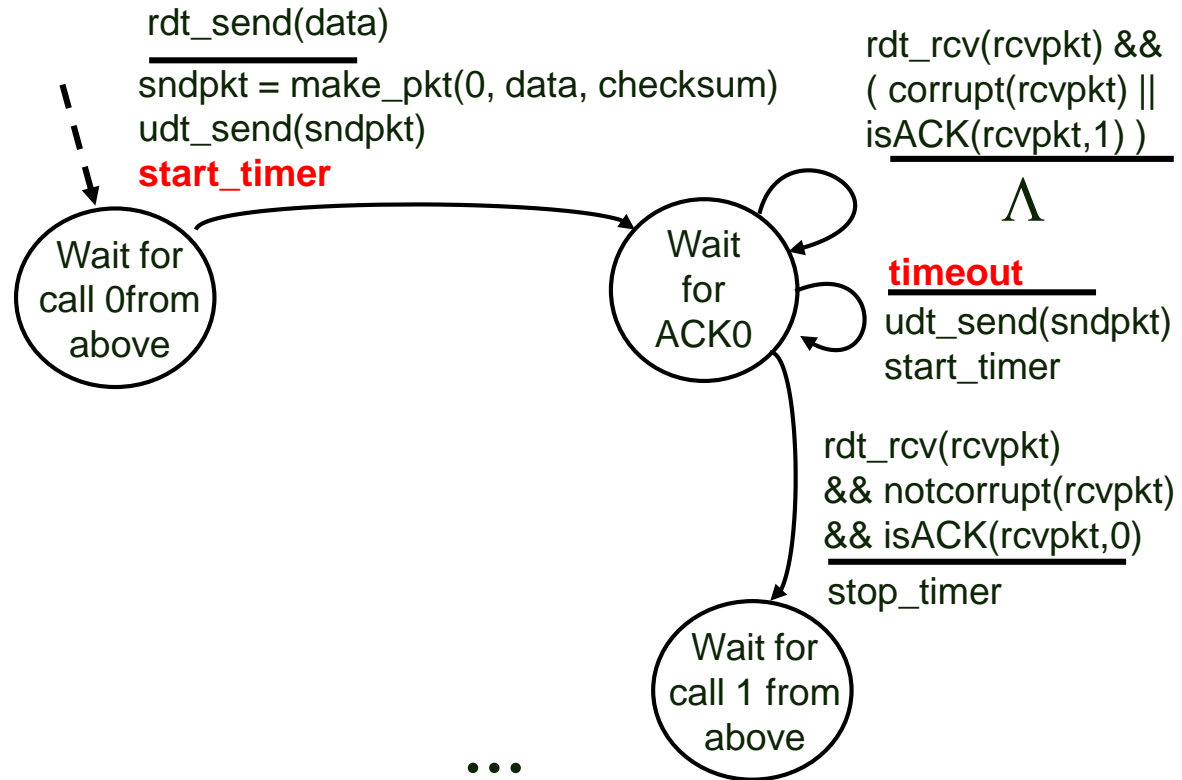 rdt_send(data)
sndpkt = make_pkt(0, data, checksum)
udt_send(sndpkt)
start_timer
rdt_rcv(rcvpkt) &&
( corrupt(rcvpkt) ||
isACK(rcvpkt,1) )
Λ
Wait for
call 0from
above
Wait
for
ACK0
timeout
udt_send(sndpkt)
start_timer
rdt_rcv(rcvpkt)
&& notcorrupt(rcvpkt)
&& isACK(rcvpkt,0)
stop_timer
Wait for
call 1 from
above
...